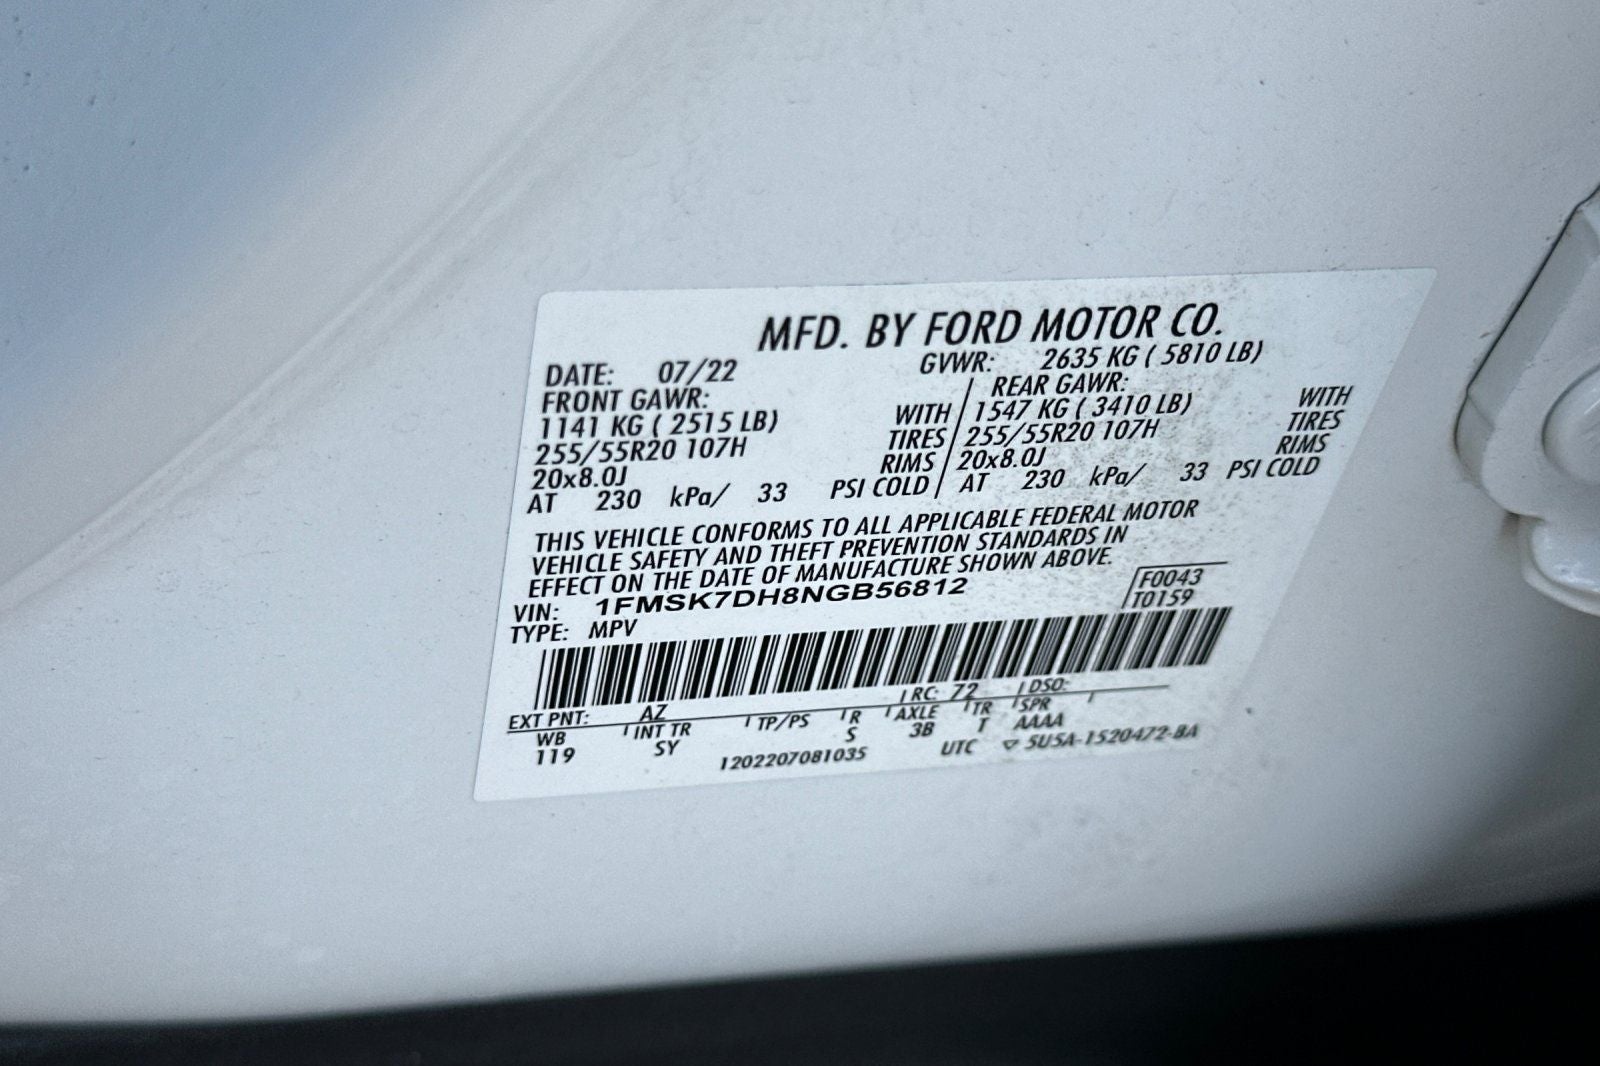 MFD. BY FORD MOTOR CO.
DATE: 07/22 GVWR: 2635 KG ( 5810 LB)
FRONT GAWR: REAR GAWR:
1141 KG ( 2515 LB) WITH / 1547 KG ( 3410 LB) WITH
255/55R20 107H TIRES / 255/55R20 107H TIRES
20x8.0J RIMS / 20x8.0J RIMS
AT 230 kPa/ 33 PSI COLD / AT 230 kPa/ 33 PSI COLD
THIS VEHICLE CONFORMS TO ALL APPLICABLE FEDERAL MOTOR
VEHICLE SAFETY AND THEFT PREVENTION STANDARDS IN
EFFECT ON THE DATE OF MANUFACTURE SHOWN ABOVE.
VIN: 1FMSK7DH8NGB56812 F0043
TYPE: MPV T0159
EXT PNT: AZ RC: 72 DSO:
WB INT TR TP/PS R AXLE TR SPR
119 SY S 3B T AAAA
1202207081035 UTC ▽ 5U5A-1520472-BA